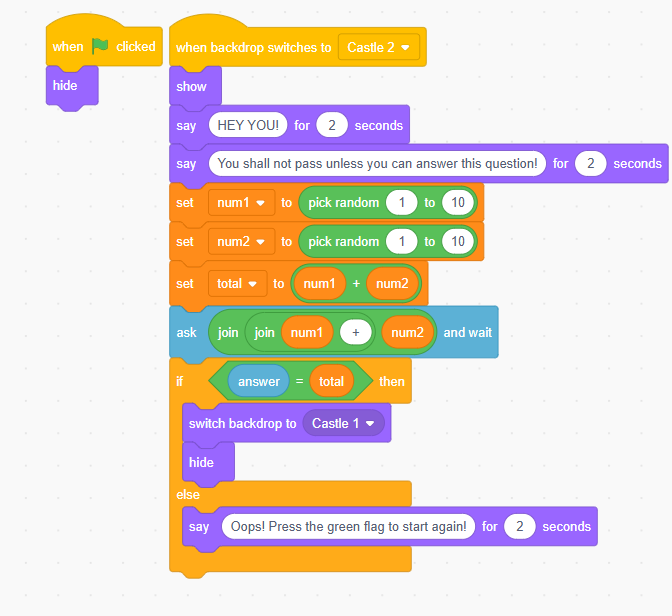 when clicked
hide
when backdrop switches to Castle 2
show
say HEY YOU! for 2 seconds
say You shall not pass unless you can answer this question! for 2 seconds
set num1 to pick random 1 to 10
set num2 to pick random 1 to 10
set total to num1 + num2
ask join join num1 + num2 and wait
if answer = total then
switch backdrop to Castle 1
hide
else
say Oops! Press the green flag to start again! for 2 seconds